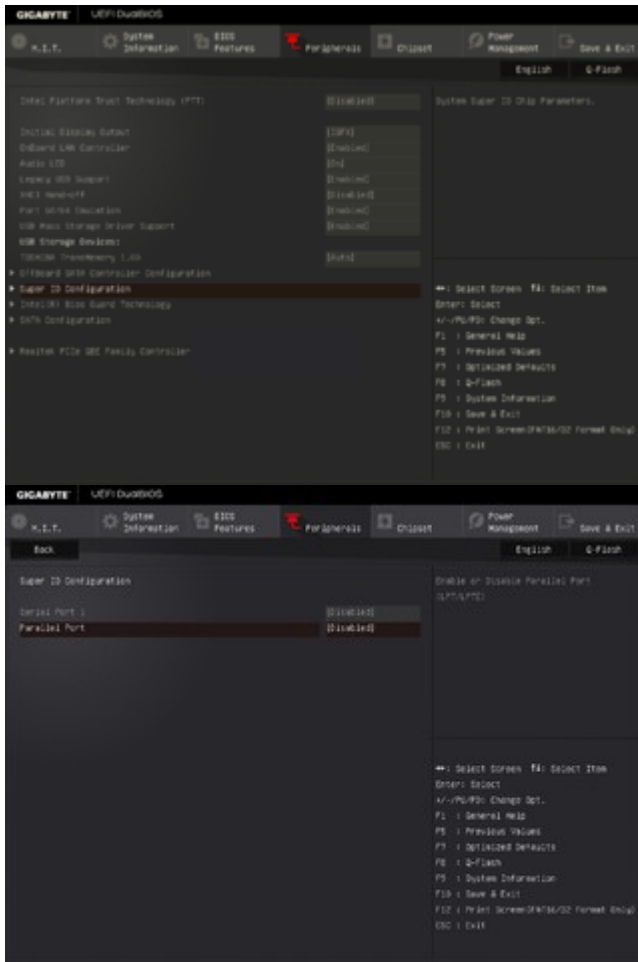 GIGABYTE UEFI DualBIOS
M.I.T. System Information BIOS Features Peripherals Chipset Power Management Save & Exit
English Q-Flash
Intel Platform Trust Technology (PTT) [Disabled]
System Super IO Chip Parameters.
Initial Display Output [IGFX]
OnBoard LAN Controller [Enabled]
Audio LED [On]
Legacy USB Support [Enabled]
XHCI Hand-off [Disabled]
Port 60/64 Emulation [Enabled]
USB Mass Storage Driver Support [Enabled]
USB Storage Devices:
TOSHIBA TransMemory 1.00 [Auto]
OffBoard SATA Controller Configuration
Super IO Configuration
Intel(R) Bios Guard Technology
SATA Configuration
Realtek PCIe GBE Family Controller
: Select Screen : Select Item
Enter: Select
+/-/PU/PD: Change Opt.
F1 : General Help
F5 : Previous Values
F7 : Optimized Defaults
F8 : Q-Flash
F9 : System Information
F10 : Save & Exit
F12 : Print Screen(FAT16/32 Format Only)
ESC : Exit
GIGABYTE UEFI DualBIOS
M.I.T. System Information BIOS Features Peripherals Chipset Power Management Save & Exit
Back English Q-Flash
Super IO Configuration
Enable or Disable Parallel Port
(LPT/LPTE)
Serial Port 1 [Disabled]
Parallel Port [Disabled]
: Select Screen : Select Item
Enter: Select
+/-/PU/PD: Change Opt.
F1 : General Help
F5 : Previous Values
F7 : Optimized Defaults
F8 : Q-Flash
F9 : System Information
F10 : Save & Exit
F12 : Print Screen(FAT16/32 Format Only)
ESC : Exit